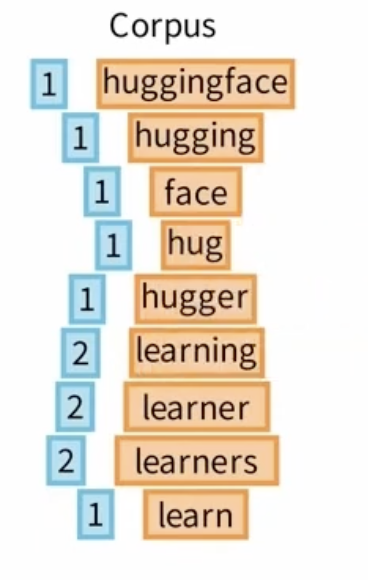 Corpus
1 huggingface
1 hugging
1 face
1 hug
1 hugger
2 learning
2 learner
2 learners
1 learn